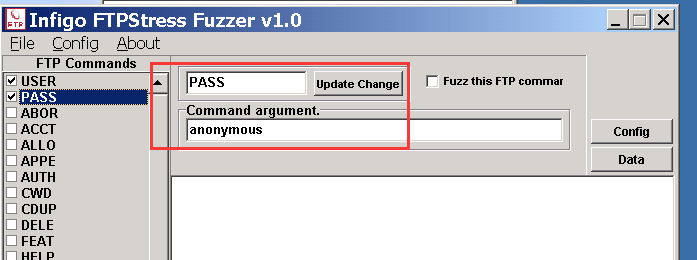 Infigo FTPStress Fuzzer v1.0
FTP
File Config About
FTP Commands
USER
PASS
ABOR
ACCT
ALLO
APPE
AUTH
CWD
CDUP
DELE
FEAT
HELP
PASS
Update Change
Fuzz this FTP commar
Command argument.
anonymous
Config
Data